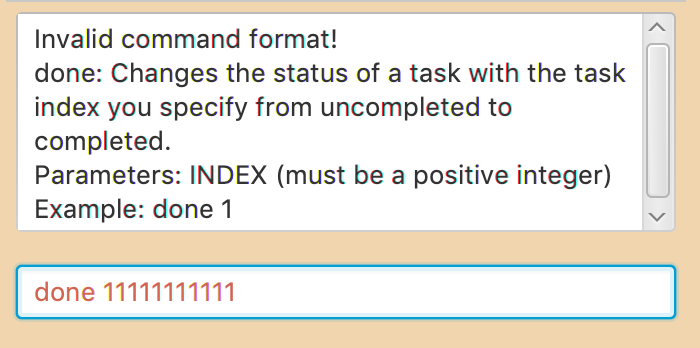 Invalid command format!
done: Changes the status of a task with the task
index you specify from uncompleted to
completed.
Parameters: INDEX (must be a positive integer)
Example: done 1
done 11111111111